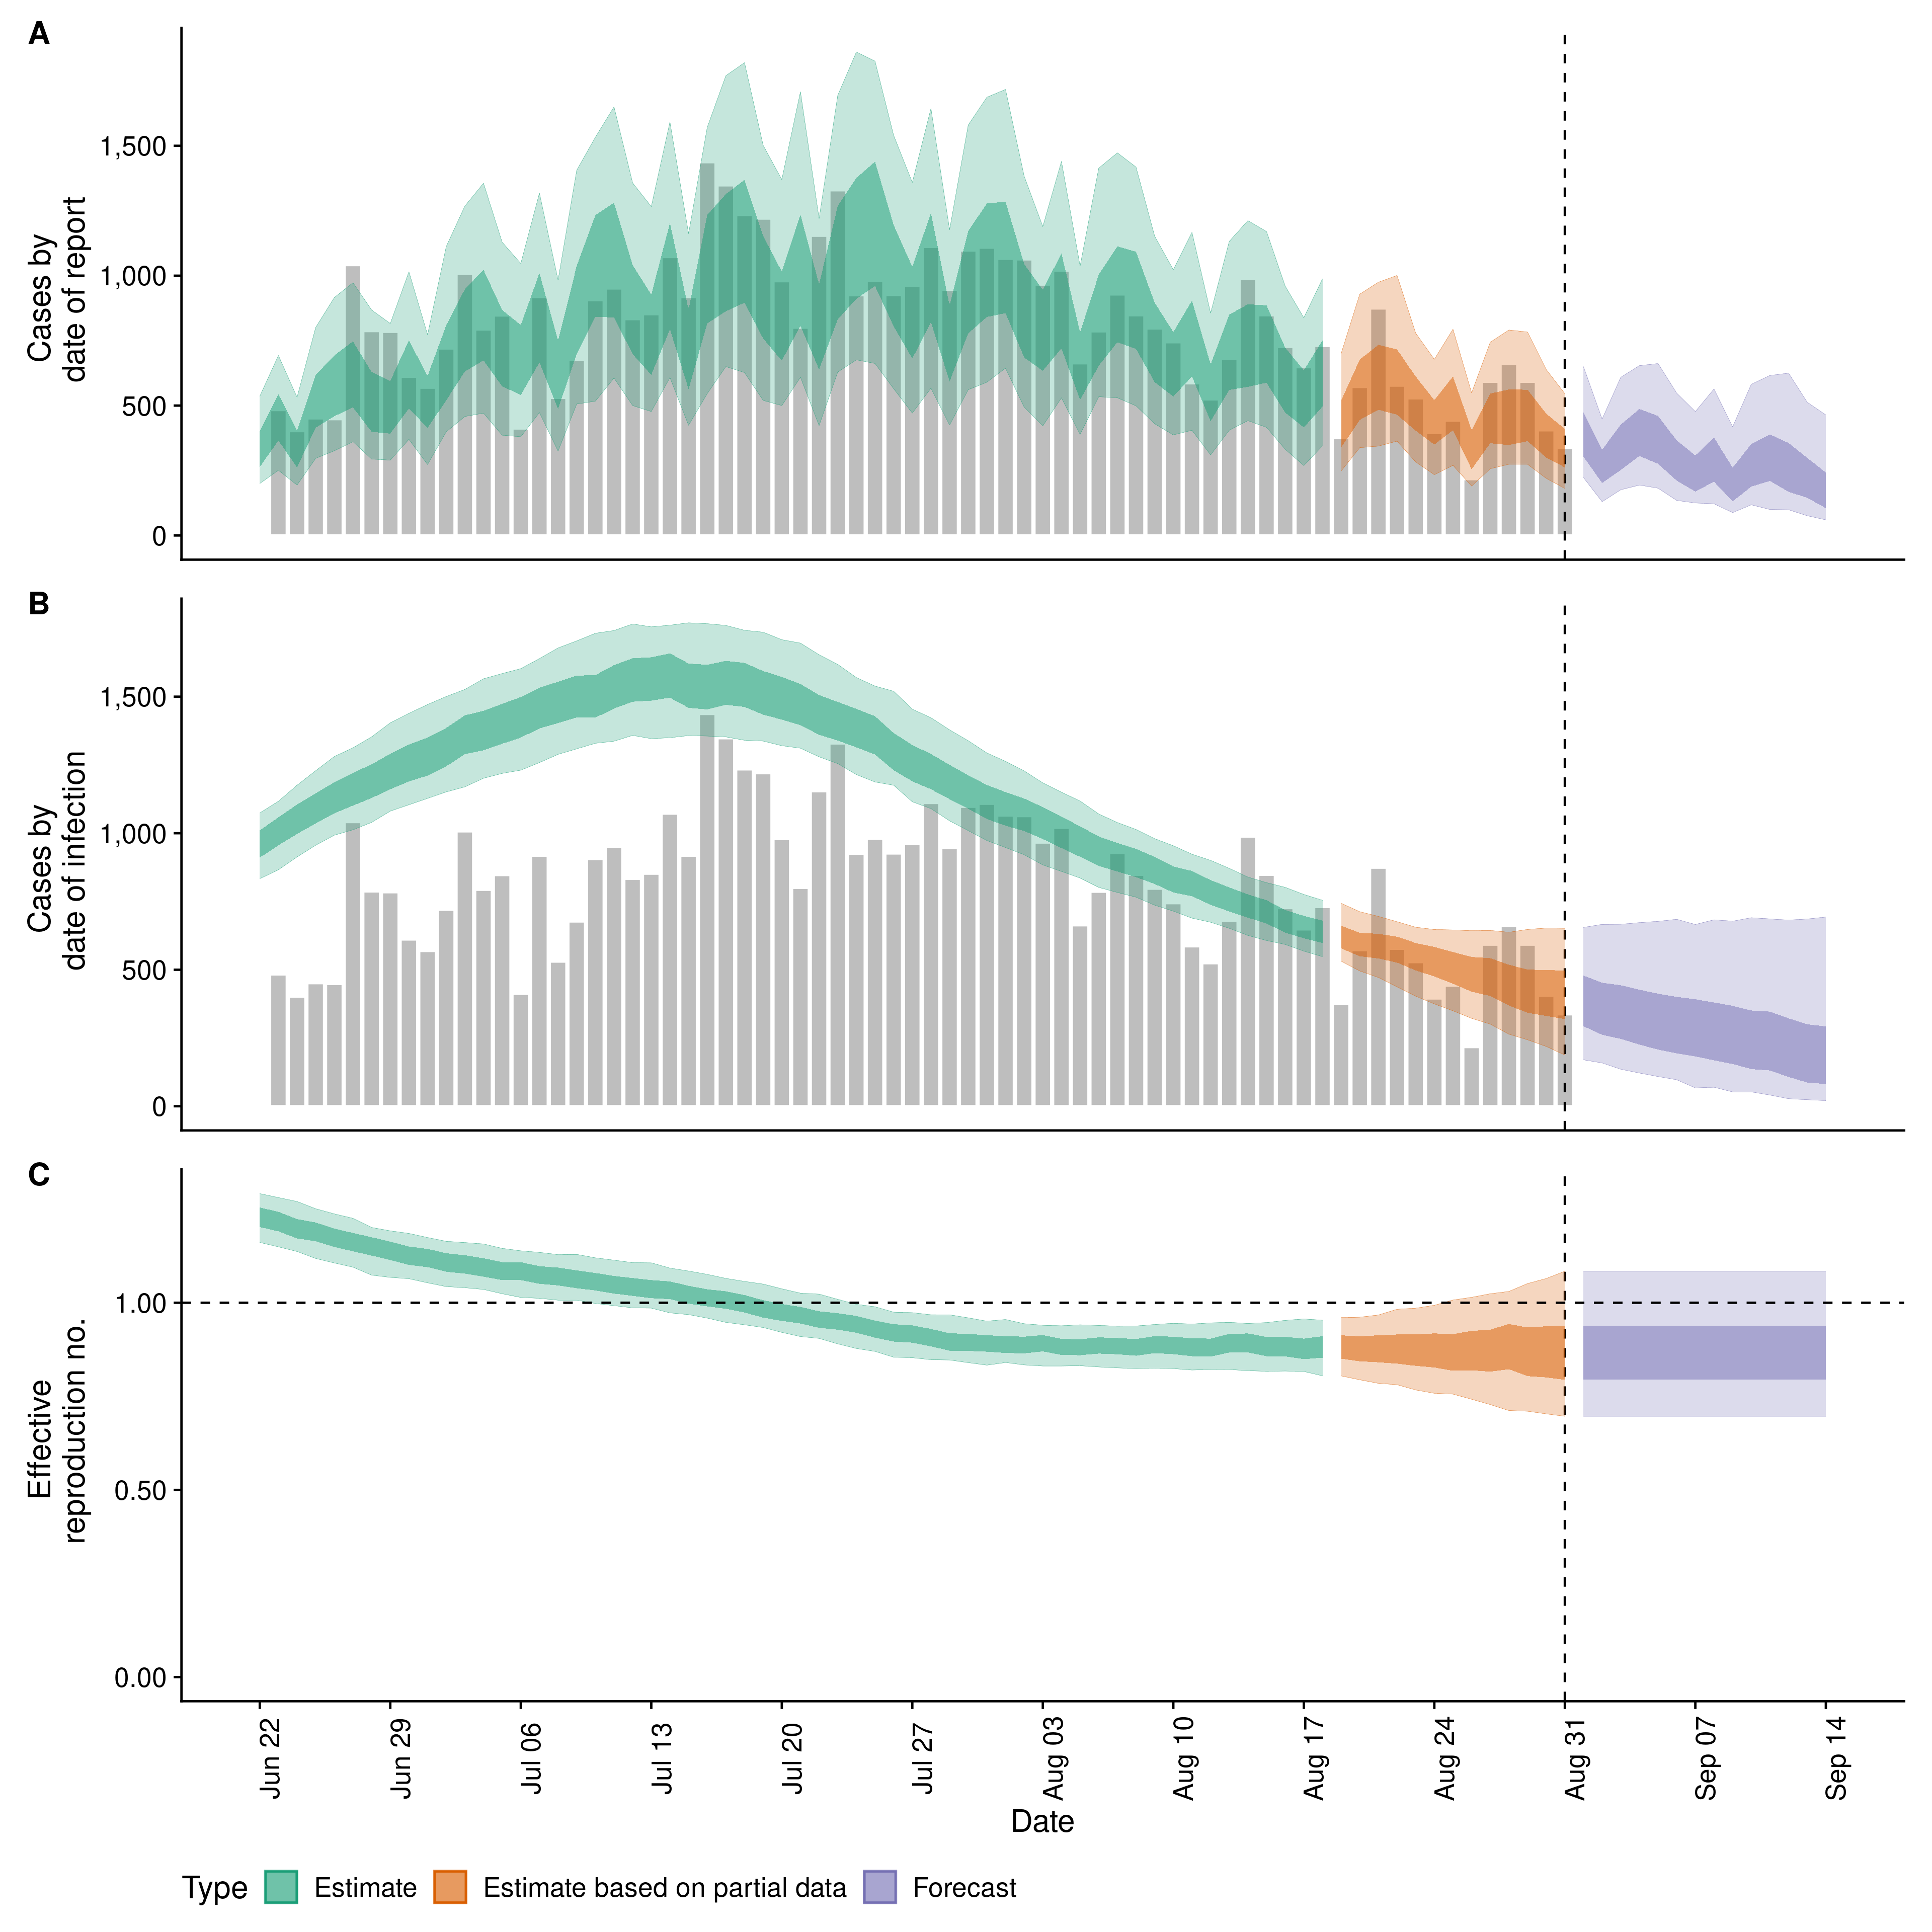 A
Cases by
date of report
1,500
1,000
500
0
B
Cases by
date of infection
1,500
1,000
500
0
C
Effective
reproduction no.
1.00
0.50
0.00
Jun 22
Jun 29
Jul 06
Jul 13
Jul 20
Jul 27
Aug 03
Aug 10
Aug 17
Aug 24
Aug 31
Sep 07
Sep 14
Date
Type
Estimate
Estimate based on partial data
Forecast